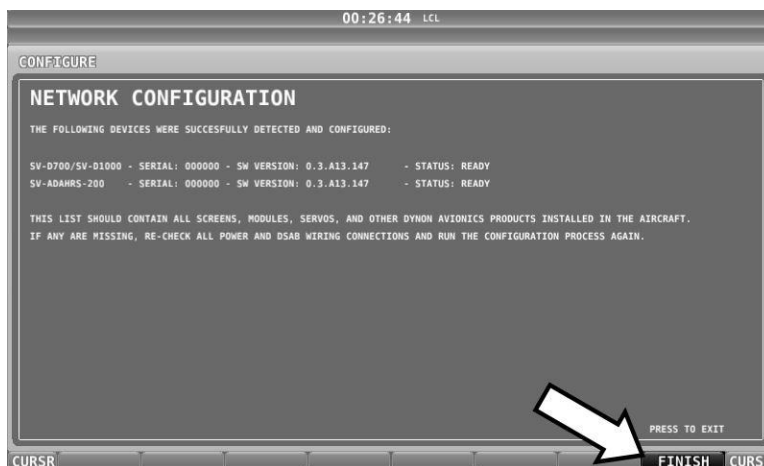 00:26:44 LCL
CONFIGURE
NETWORK CONFIGURATION
THE FOLLOWING DEVICES WERE SUCCESFULLY DETECTED AND CONFIGURED:
SV-D700/SV-D1000 - SERIAL: 000000 - SW VERSION: 0.3.A13.147 - STATUS: READY
SV-ADAHRS-200 - SERIAL: 000000 - SW VERSION: 0.3.A13.147 - STATUS: READY
THIS LIST SHOULD CONTAIN ALL SCREENS, MODULES, SERVOS, AND OTHER DYNON AVIONICS PRODUCTS INSTALLED IN THE AIRCRAFT.
IF ANY ARE MISSING, RE-CHECK ALL POWER AND DSAB WIRING CONNECTIONS AND RUN THE CONFIGURATION PROCESS AGAIN.
PRESS TO EXIT
CURSR FINISH CURS